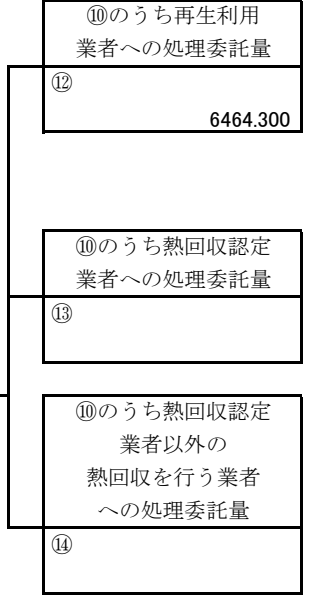 ⑩のうち再生利用
業者への処理委託量
⑫
6464.300
⑩のうち熱回収認定
業者への処理委託量
⑬
⑩のうち熱回収認定
業者以外の
熱回収を行う業者
への処理委託量
⑭